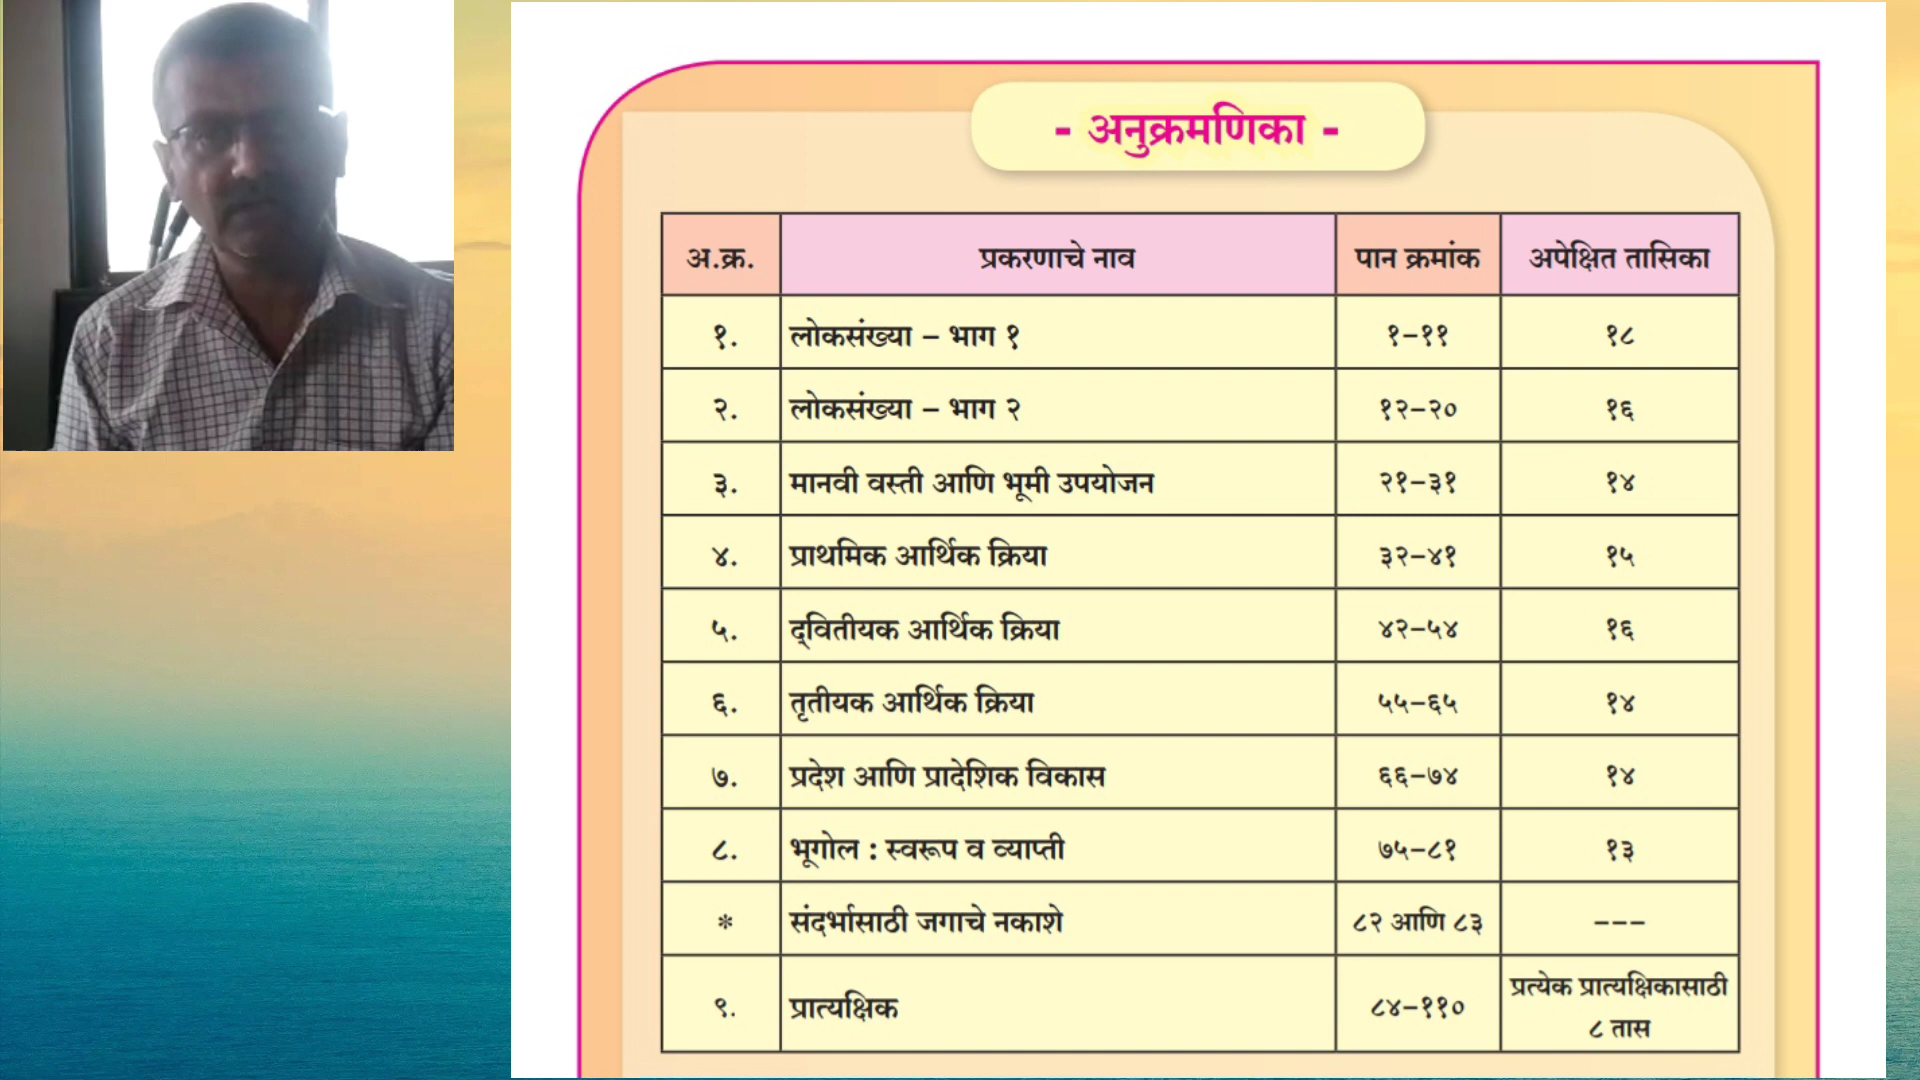 - अनुक्रमणिका -
अ.क्र. प्रकरणाचे नाव पान क्रमांक अपेक्षित तासिका
१. लोकसंख्या – भाग १ १–११ १८
२. लोकसंख्या – भाग २ १२–२० १६
३. मानवी वस्ती आणि भूमी उपयोजन २१–३१ १४
४. प्राथमिक आर्थिक क्रिया ३२–४१ १५
५. द्‌वितीयक आर्थिक क्रिया ४२–५४ १६
६. तृतीयक आर्थिक क्रिया ५५–६५ १४
७. प्रदेश आणि प्रादेशिक विकास ६६–७४ १४
८. भूगोल : स्वरूप व व्याप्ती ७५–८१ १३
* संदर्भासाठी जगाचे नकाशे ८२ आणि ८३ ---
९. प्रात्यक्षिक ८४–११० प्रत्येक प्रात्यक्षिकासाठी
८ तास